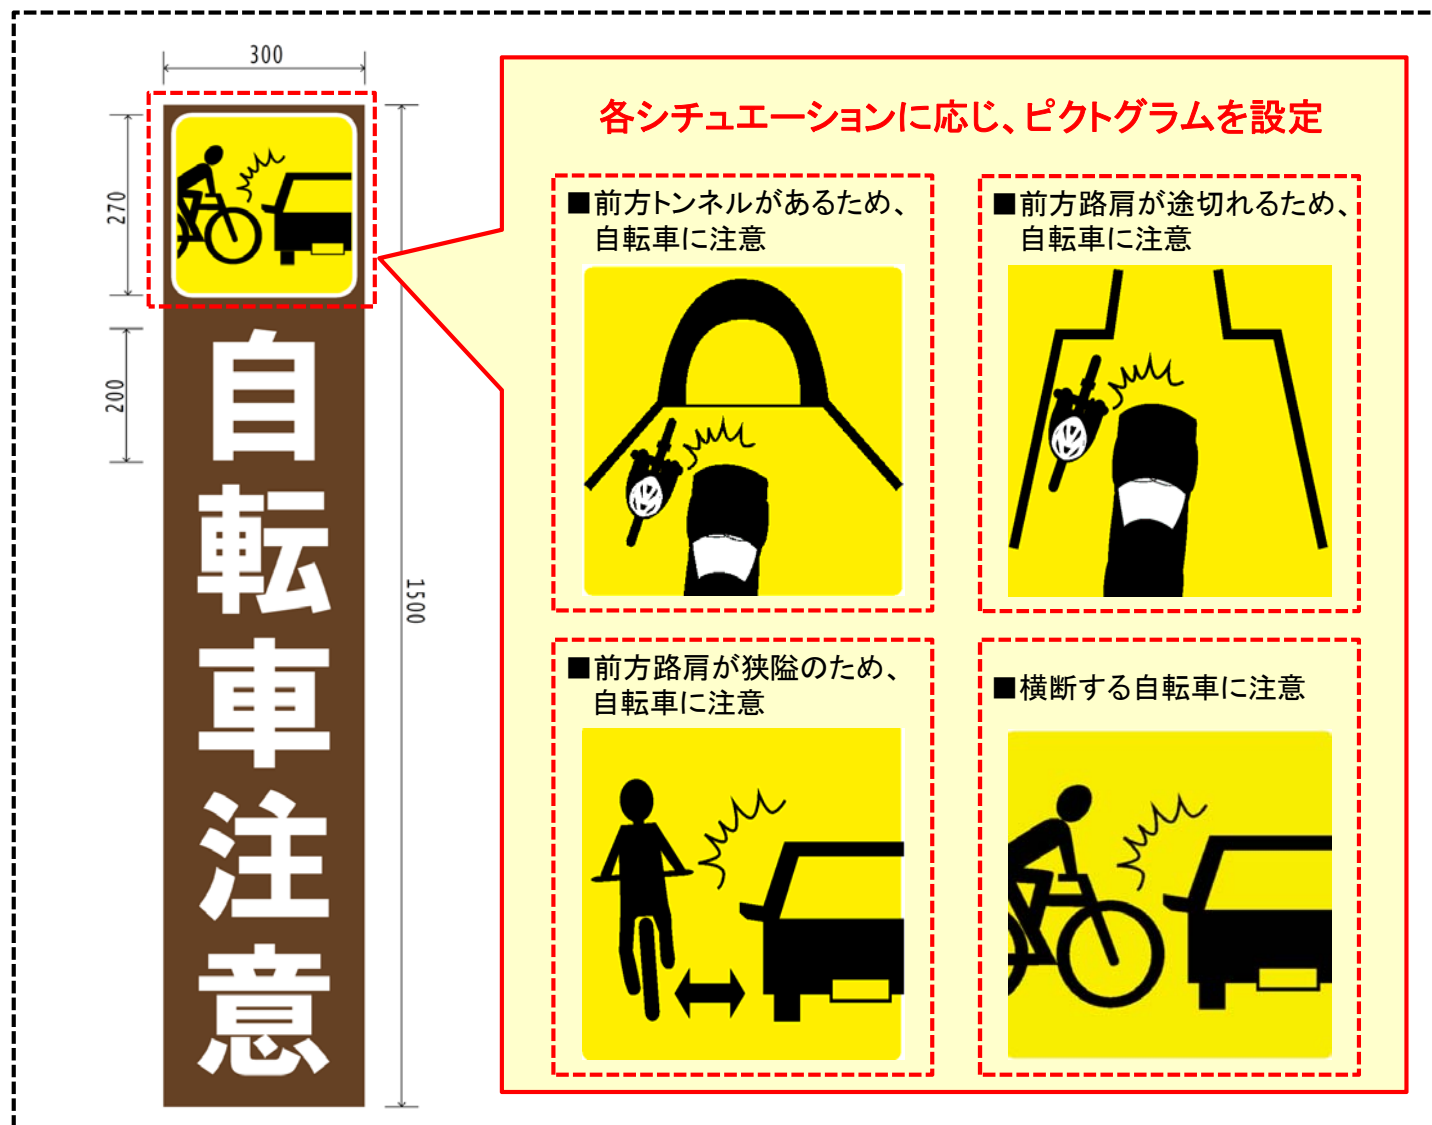 300
270
200
1500
自転車注意
各シチュエーションに応じ、ピクトグラムを設定
■前方トンネルがあるため、
自転車に注意
■前方路肩が途切れるため、
自転車に注意
■前方路肩が狭隘のため、
自転車に注意
■横断する自転車に注意